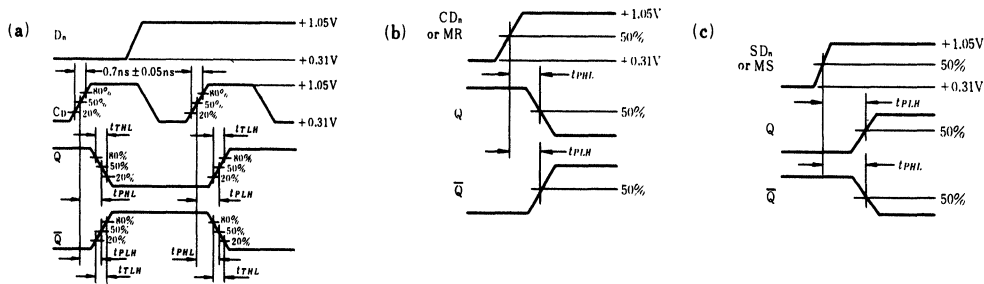 (a)
Dn
+1.05V
+0.31V
0.7ns±0.05ns
+1.05V
80%
50%
20%
CD
80%
50%
20%
+0.31V
tTHL
tTLH
Q
80%
50%
20%
80%
50%
20%
tPHL
tPLH
Q̅
80%
50%
20%
80%
50%
20%
tPLH
tPHL
tTLH
tTHL
(b)
CDn
or MR
+1.05V
50%
+0.31V
tPHL
Q
50%
tPLH
Q̅
50%
(c)
SDn
or MS
+1.05V
50%
+0.31V
tPLH
Q
50%
tPHL
Q̅
50%